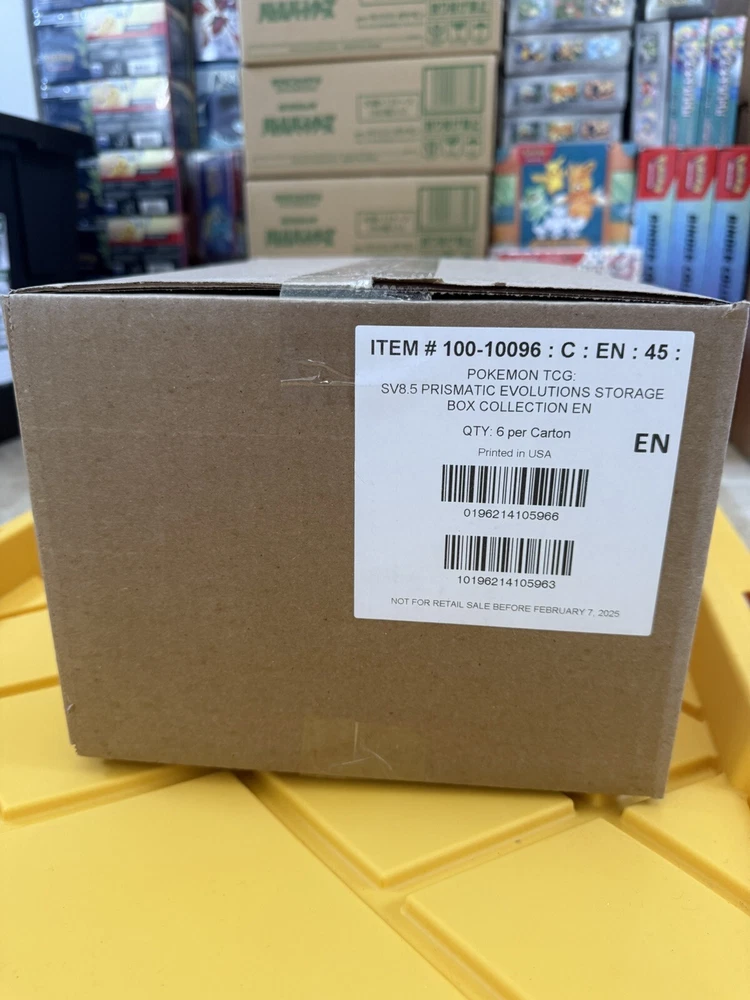 ITEM # 100-10096 : C : EN : 45 :
POKEMON TCG:
SV8.5 PRISMATIC EVOLUTIONS STORAGE
BOX COLLECTION EN
QTY: 6 per Carton
EN
Printed in USA
0196214105966
10196214105963
NOT FOR RETAIL SALE BEFORE FEBRUARY 7, 2025